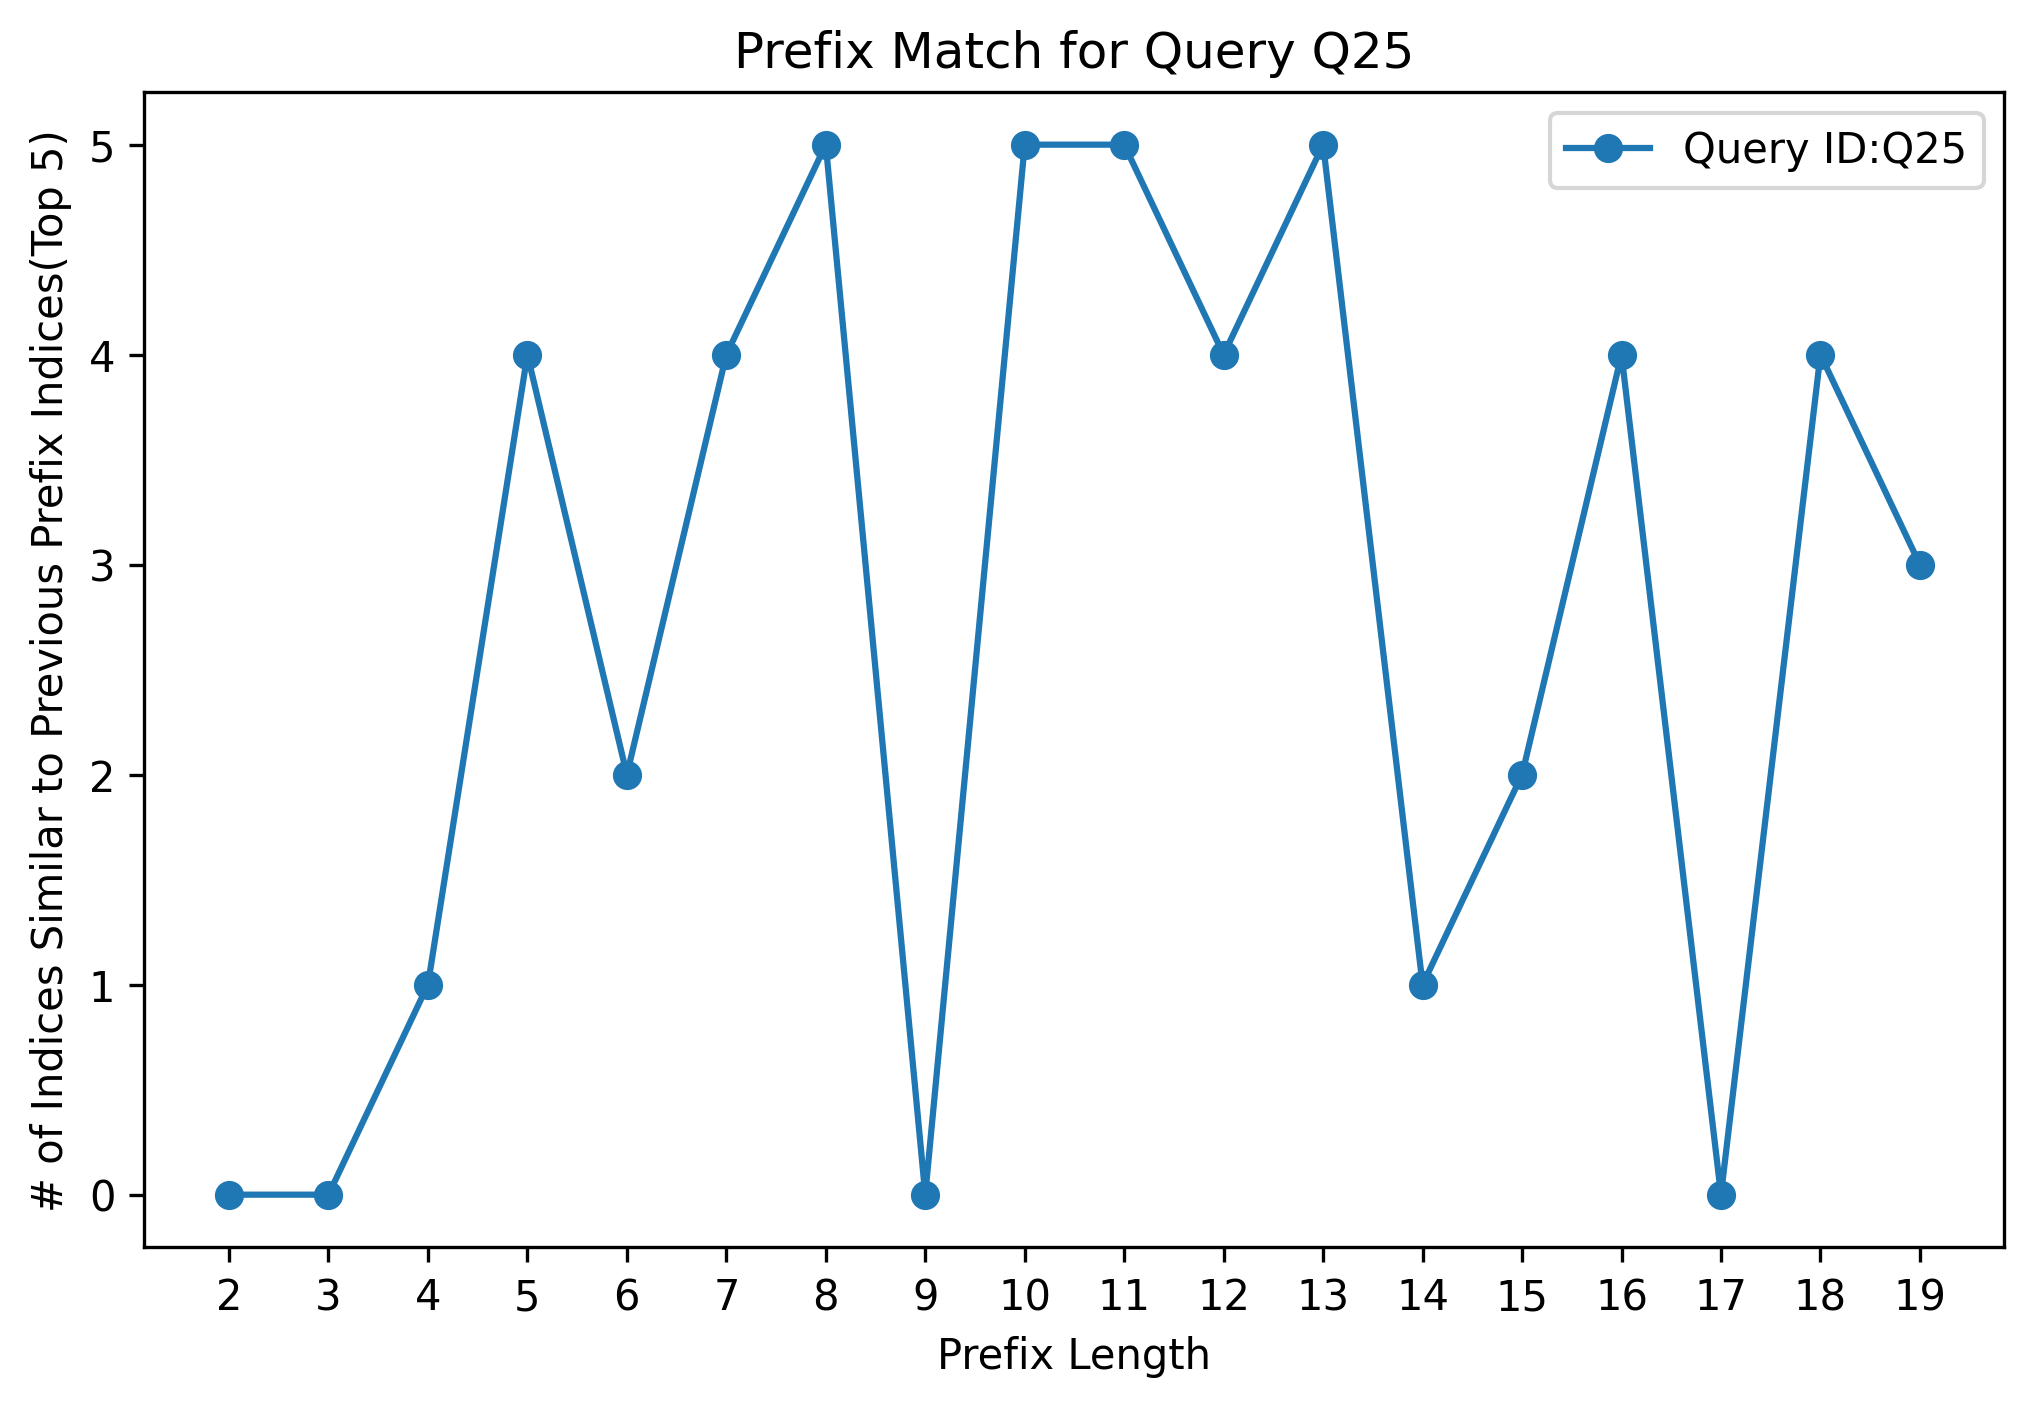 Prefix Match for Query Q25
Query ID:Q25
# of Indices Similar to Previous Prefix Indices(Top 5)
5
4
3
2
1
0
2 3 4 5 6 7 8 9 10 11 12 13 14 15 16 17 18 19
Prefix Length